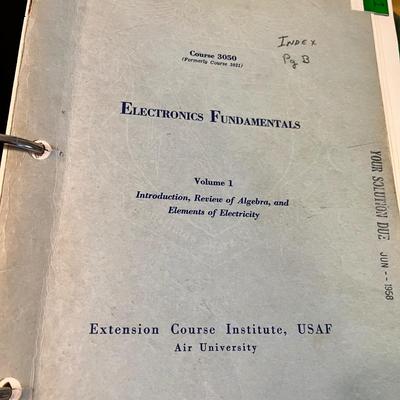 Course 3050
(Formerly Course 3021)
INDEX
Pg B
ELECTRONICS FUNDAMENTALS
Volume 1
Introduction, Review of Algebra, and
Elements of Electricity
YOUR SOLUTION DUE JUN -- 1958
Extension Course Institute, USAF
Air University